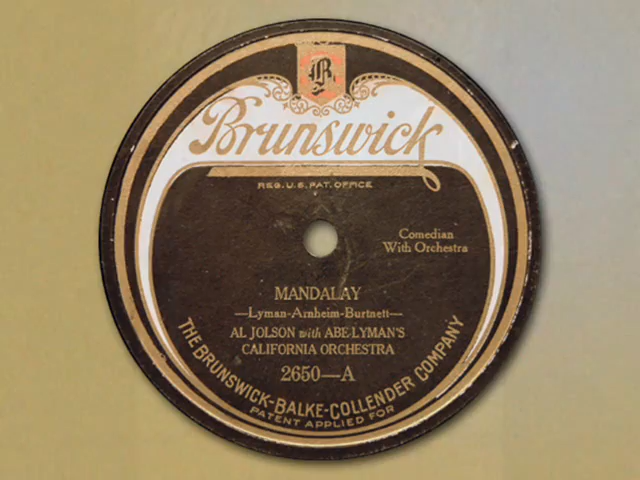 B
Brunswick
REG. U.S. PAT. OFFICE
Comedian
With Orchestra
MANDALAY
—Lyman-Arnheim-Burtnett—
AL JOLSON with ABE LYMAN'S
CALIFORNIA ORCHESTRA
2650—A
THE BRUNSWICK-BALKE-COLLENDER COMPANY
PATENT APPLIED FOR